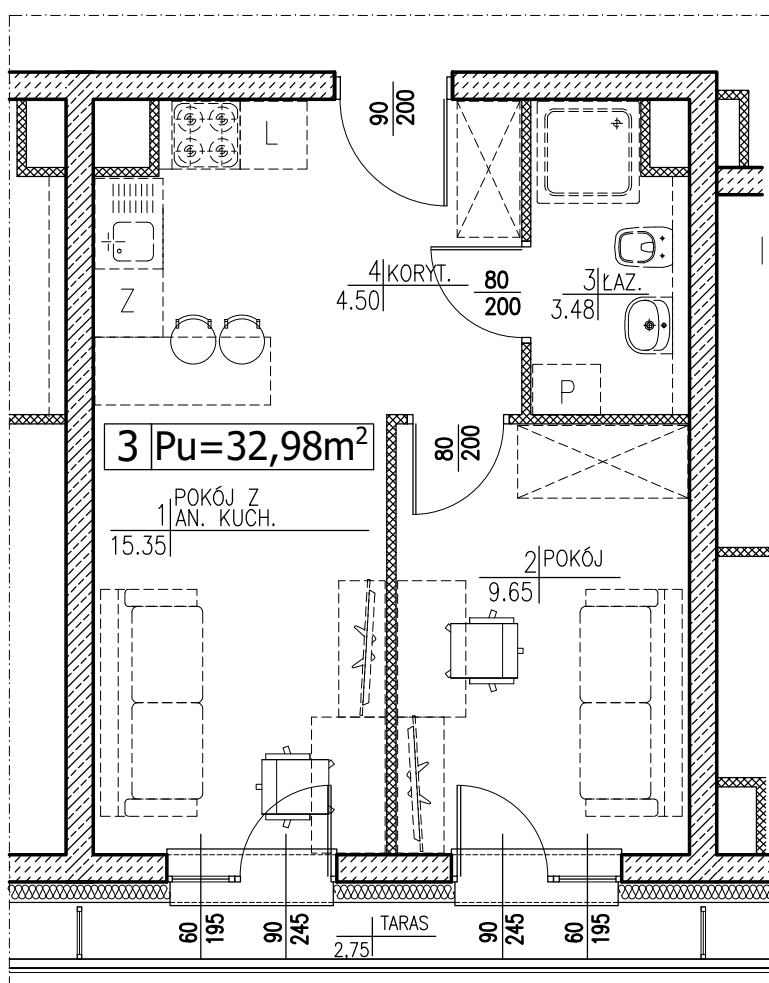 90
200
L
4 KORYT.
4.50
80
200
3 ŁAZ.
3.48
Z
P
3 Pu=32,98m²
80
200
1 POKÓJ Z
AN. KUCH.
15.35
2 POKÓJ
9.65
60
195
90
245
TARAS
2,75
90
245
60
195